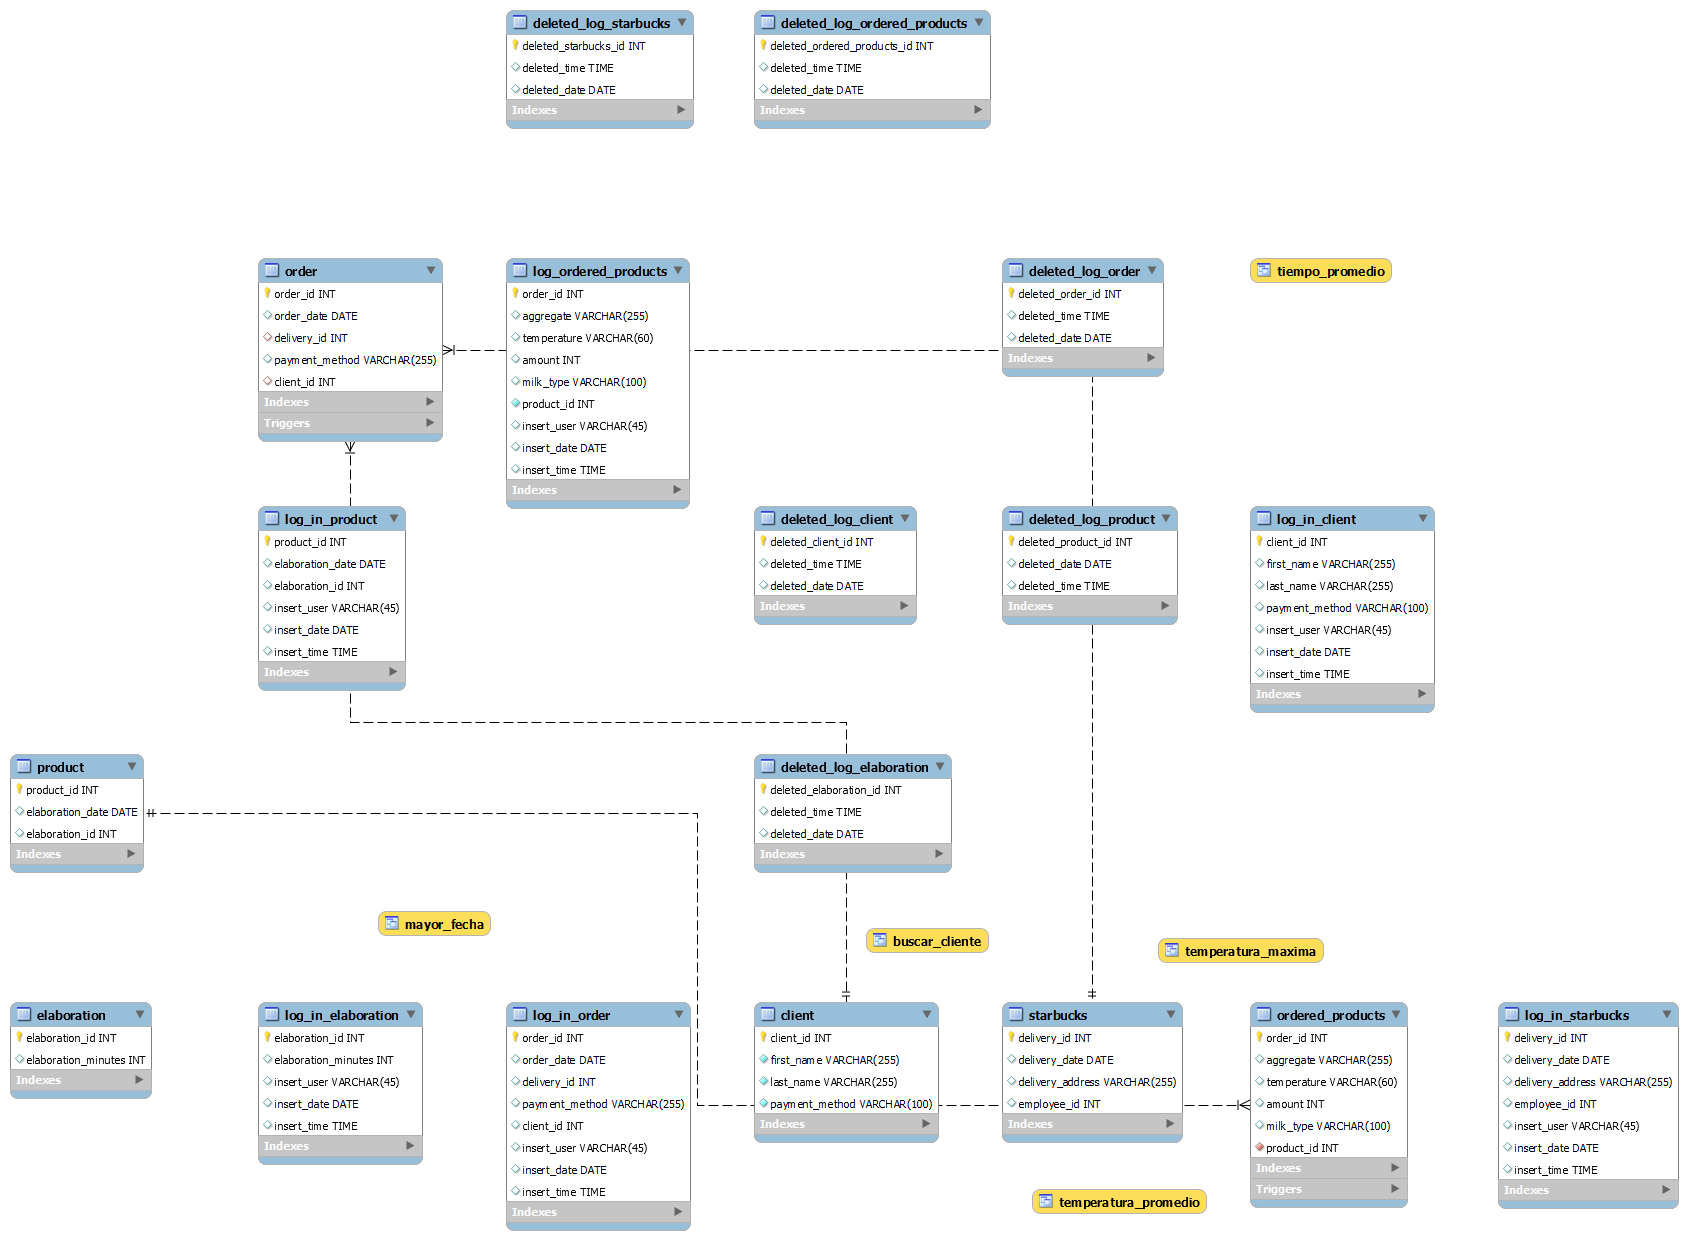 deleted_log_starbucks
deleted_starbucks_id INT
deleted_time TIME
deleted_date DATE
Indexes
deleted_log_ordered_products
deleted_ordered_products_id INT
deleted_time TIME
deleted_date DATE
Indexes
order
order_id INT
order_date DATE
delivery_id INT
payment_method VARCHAR(255)
client_id INT
Indexes
Triggers
log_ordered_products
order_id INT
aggregate VARCHAR(255)
temperature VARCHAR(60)
amount INT
milk_type VARCHAR(100)
product_id INT
insert_user VARCHAR(45)
insert_date DATE
insert_time TIME
Indexes
deleted_log_order
deleted_order_id INT
deleted_time TIME
deleted_date DATE
Indexes
tiempo_promedio
log_in_product
product_id INT
elaboration_date DATE
elaboration_id INT
insert_user VARCHAR(45)
insert_date DATE
insert_time TIME
Indexes
deleted_log_client
deleted_client_id INT
deleted_time TIME
deleted_date DATE
Indexes
deleted_log_product
deleted_product_id INT
deleted_date DATE
deleted_time TIME
Indexes
log_in_client
client_id INT
first_name VARCHAR(255)
last_name VARCHAR(255)
payment_method VARCHAR(100)
insert_user VARCHAR(45)
insert_date DATE
insert_time TIME
Indexes
product
product_id INT
elaboration_date DATE
elaboration_id INT
Indexes
deleted_log_elaboration
deleted_elaboration_id INT
deleted_time TIME
deleted_date DATE
Indexes
mayor_fecha
buscar_cliente
temperatura_maxima
elaboration
elaboration_id INT
elaboration_minutes INT
Indexes
log_in_elaboration
elaboration_id INT
elaboration_minutes INT
insert_user VARCHAR(45)
insert_date DATE
insert_time TIME
Indexes
log_in_order
order_id INT
order_date DATE
delivery_id INT
payment_method VARCHAR(255)
client_id INT
insert_user VARCHAR(45)
insert_date DATE
insert_time TIME
Indexes
client
client_id INT
first_name VARCHAR(255)
last_name VARCHAR(255)
payment_method VARCHAR(100)
Indexes
starbucks
delivery_id INT
delivery_date DATE
delivery_address VARCHAR(255)
employee_id INT
Indexes
ordered_products
order_id INT
aggregate VARCHAR(255)
temperature VARCHAR(60)
amount INT
milk_type VARCHAR(100)
product_id INT
Indexes
Triggers
log_in_starbucks
delivery_id INT
delivery_date DATE
delivery_address VARCHAR(255)
employee_id INT
insert_user VARCHAR(45)
insert_date DATE
insert_time TIME
Indexes
temperatura_promedio